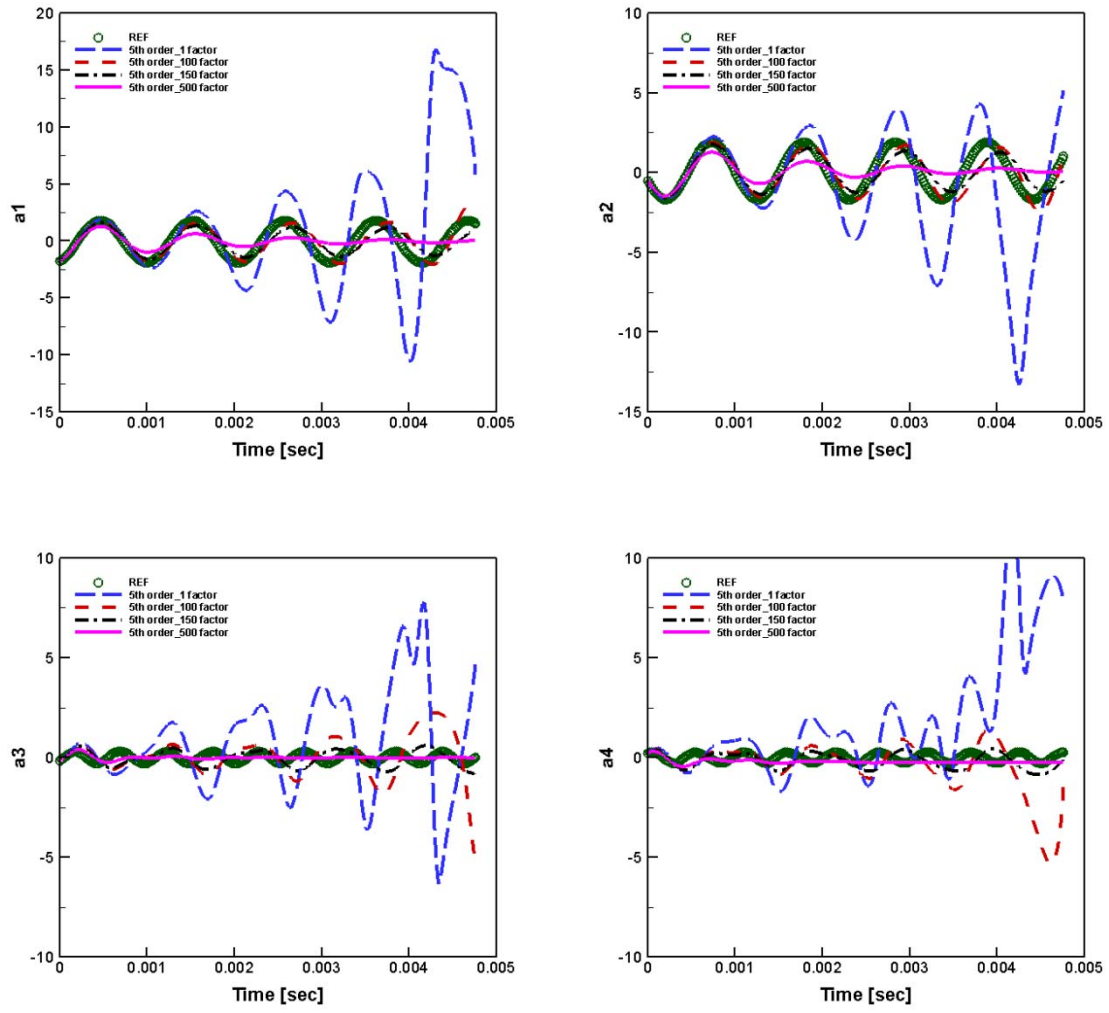 20
15
10
5
0
-5
-10
-15
a1
REF
5th order_1 factor
5th order_100 factor
5th order_150 factor
5th order_500 factor
0 0.001 0.002 0.003 0.004 0.005
Time [sec]
10
5
0
-5
-10
-15
a2
REF
5th order_1 factor
5th order_100 factor
5th order_150 factor
5th order_500 factor
0 0.001 0.002 0.003 0.004 0.005
Time [sec]
10
5
0
-5
-10
a3
REF
5th order_1 factor
5th order_100 factor
5th order_150 factor
5th order_500 factor
0 0.001 0.002 0.003 0.004 0.005
Time [sec]
10
5
0
-5
-10
a4
REF
5th order_1 factor
5th order_100 factor
5th order_150 factor
5th order_500 factor
0 0.001 0.002 0.003 0.004 0.005
Time [sec]